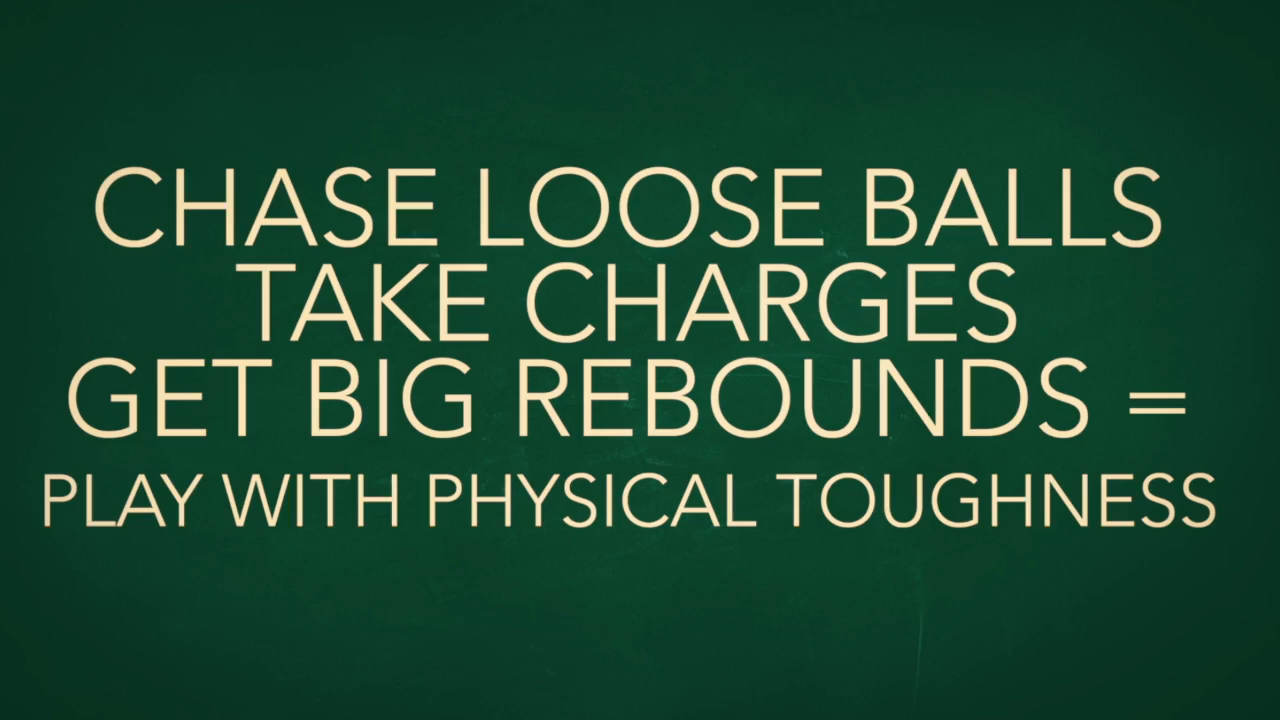 CHASE LOOSE BALLS
TAKE CHARGES
GET BIG REBOUNDS =
PLAY WITH PHYSICAL TOUGHNESS